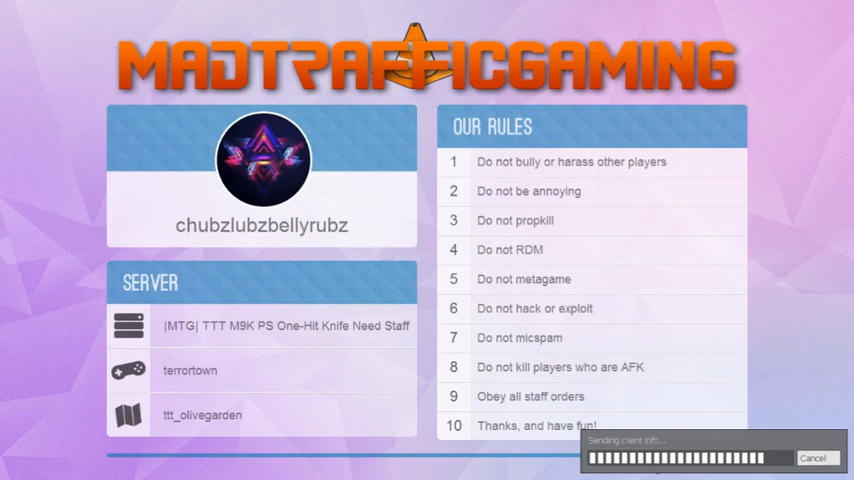 MADTRAFFICGAMING
chubzlubzbellyrubz
SERVER
|MTG| TTT M9K PS One-Hit Knife Need Staff
terrortown
ttt_olivegarden
OUR RULES
1 Do not bully or harass other players
2 Do not be annoying
3 Do not propkill
4 Do not RDM
5 Do not metagame
6 Do not hack or exploit
7 Do not micspam
8 Do not kill players who are AFK
9 Obey all staff orders
10 Thanks, and have fun!
Sending client info...
Cancel